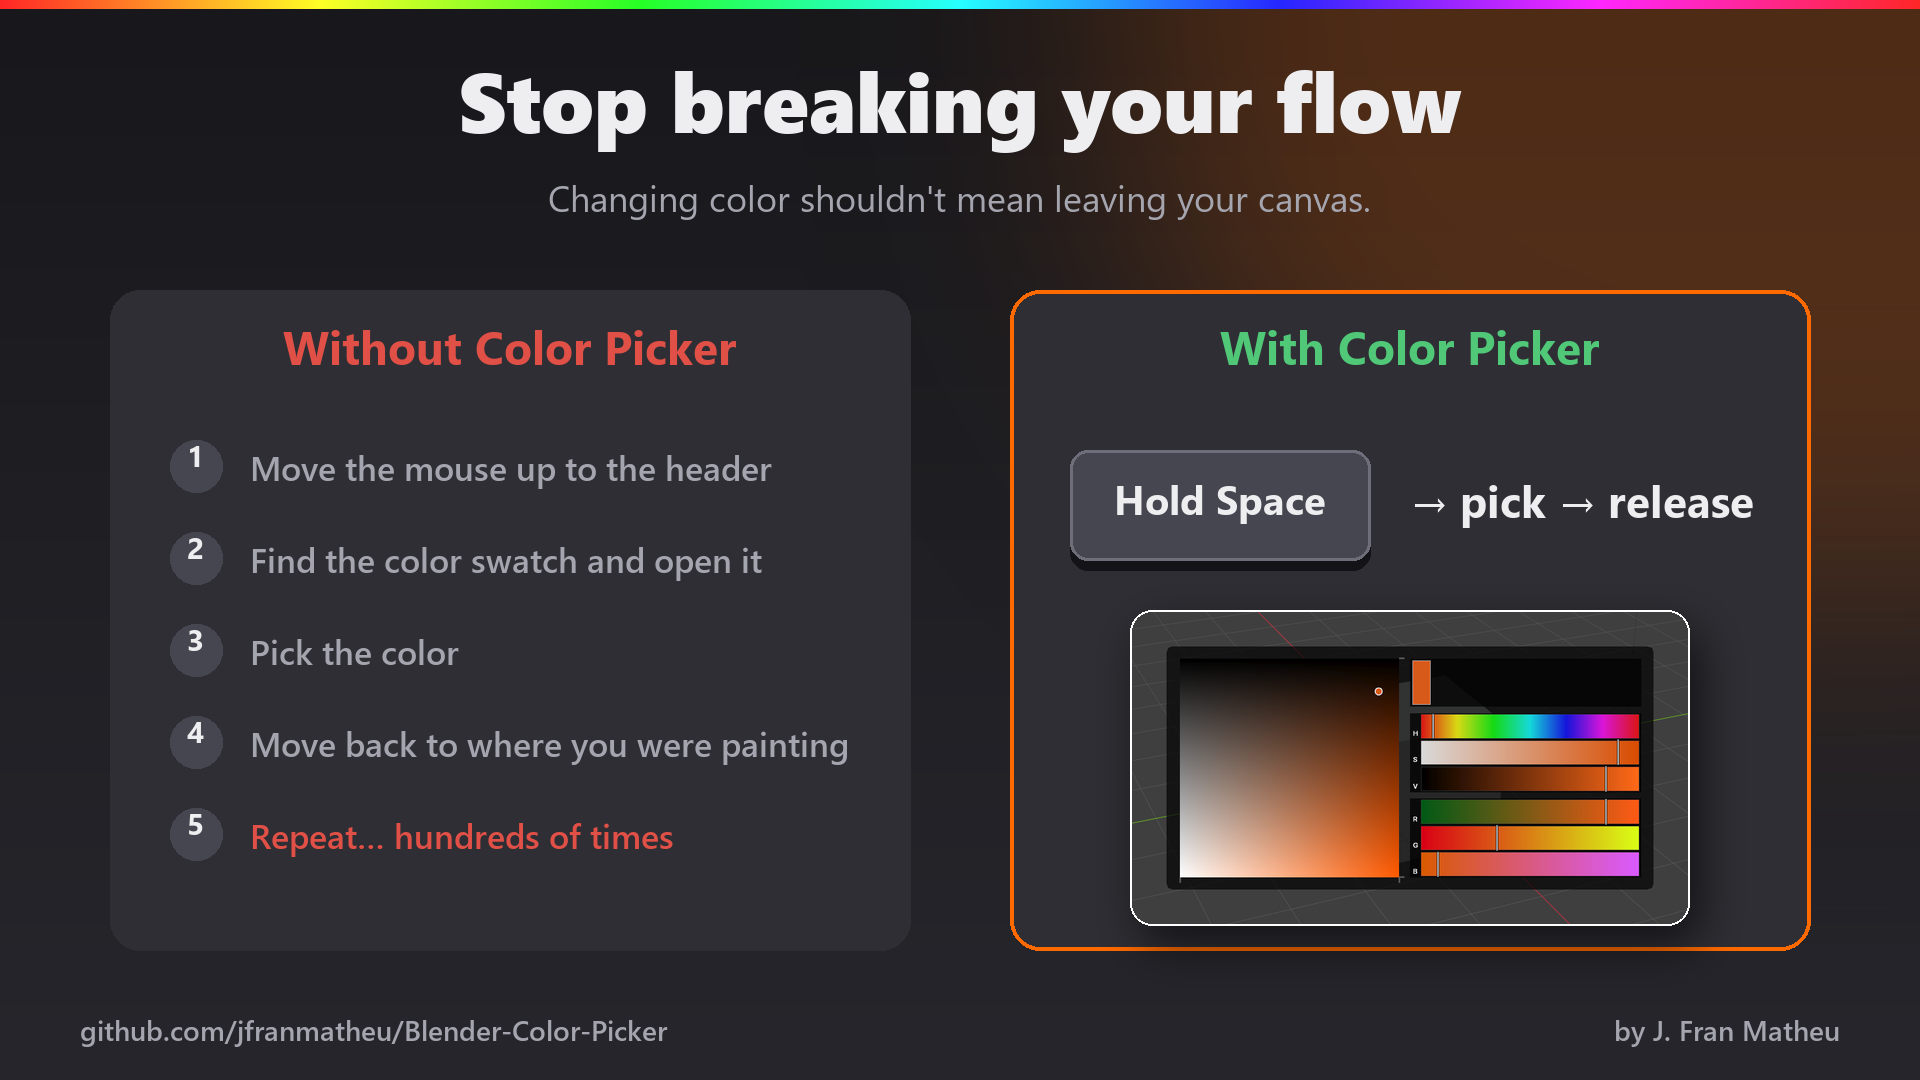 Stop breaking your flow
Changing color shouldn't mean leaving your canvas.
Without Color Picker
1 Move the mouse up to the header
2 Find the color swatch and open it
3 Pick the color
4 Move back to where you were painting
5 Repeat... hundreds of times
With Color Picker
Hold Space → pick → release
H
S
V
R
G
B
github.com/jfranmatheu/Blender-Color-Picker
by J. Fran Matheu